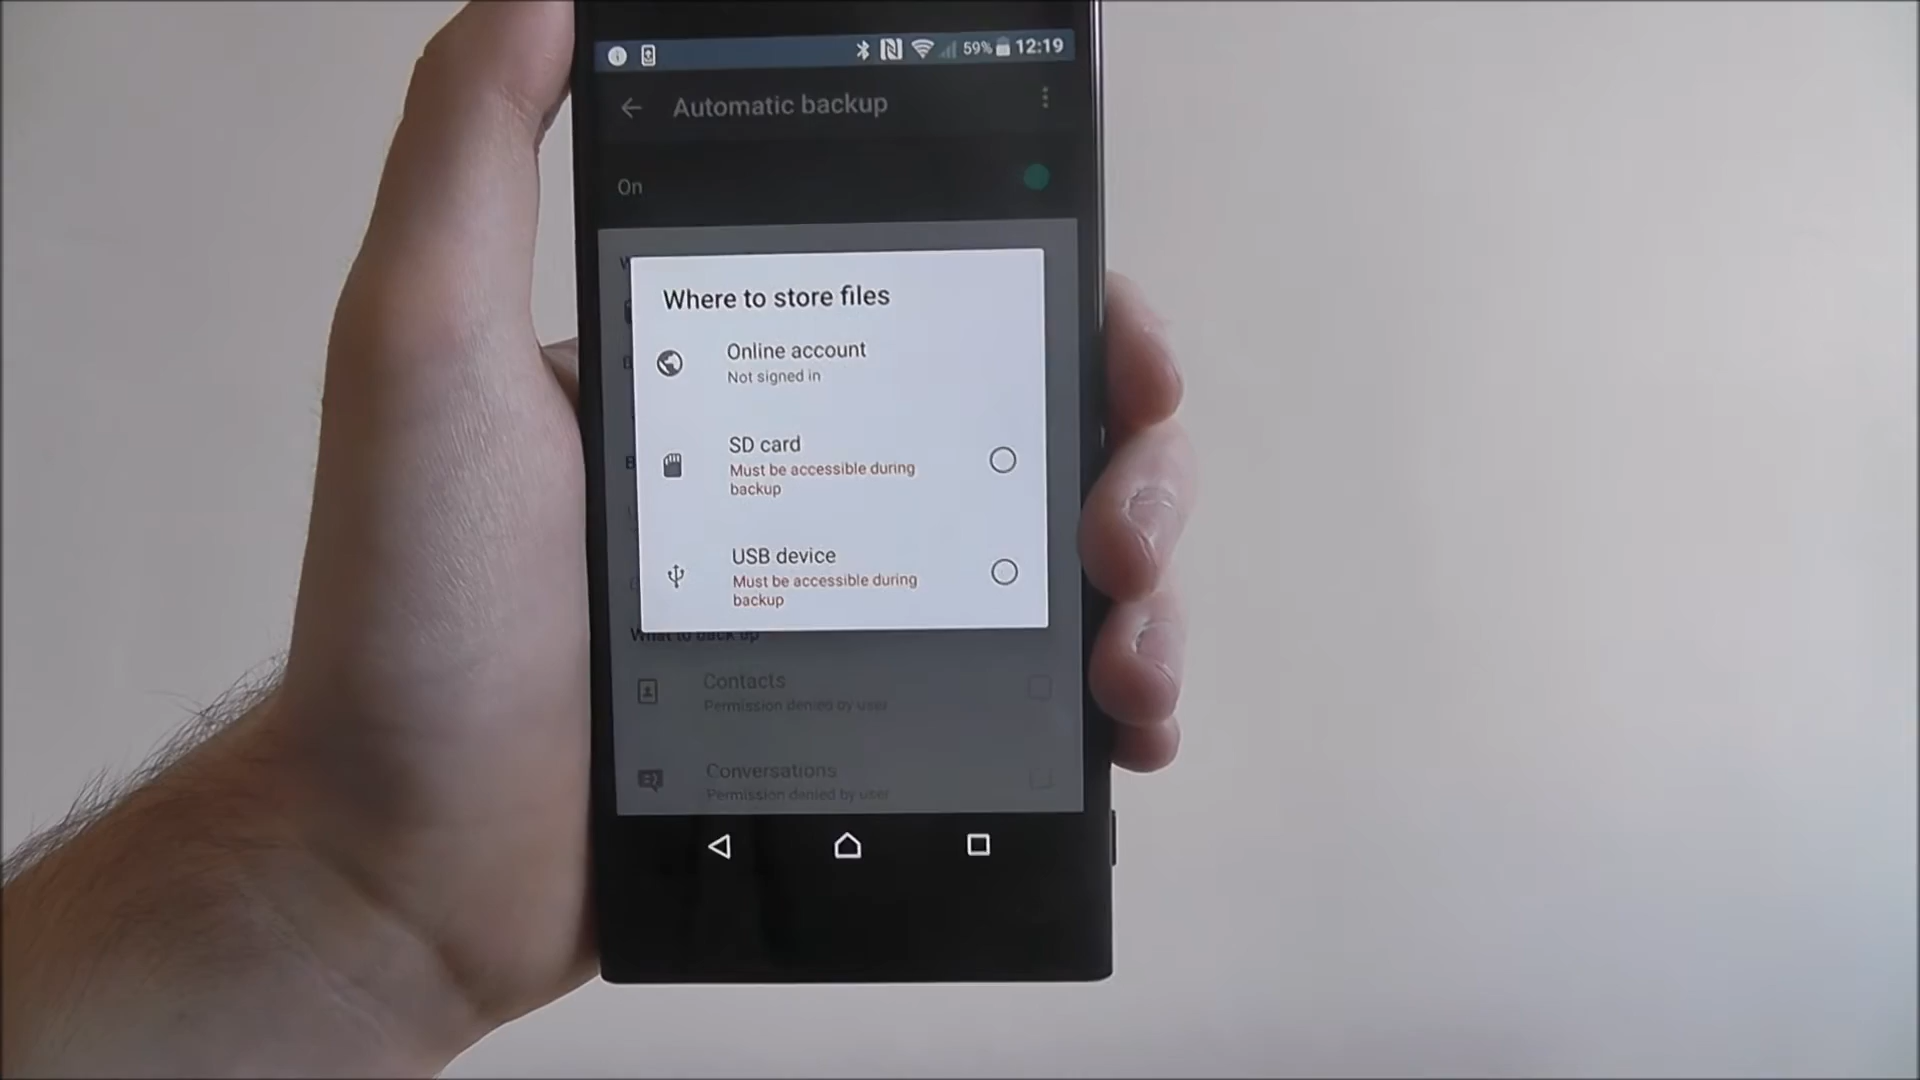 59% 12:19
Automatic backup
On
Where to store files
Online account
Not signed in
SD card
Must be accessible during
backup
USB device
Must be accessible during
backup
What to back up
Contacts
Permission denied by user
Conversations
Permission denied by user